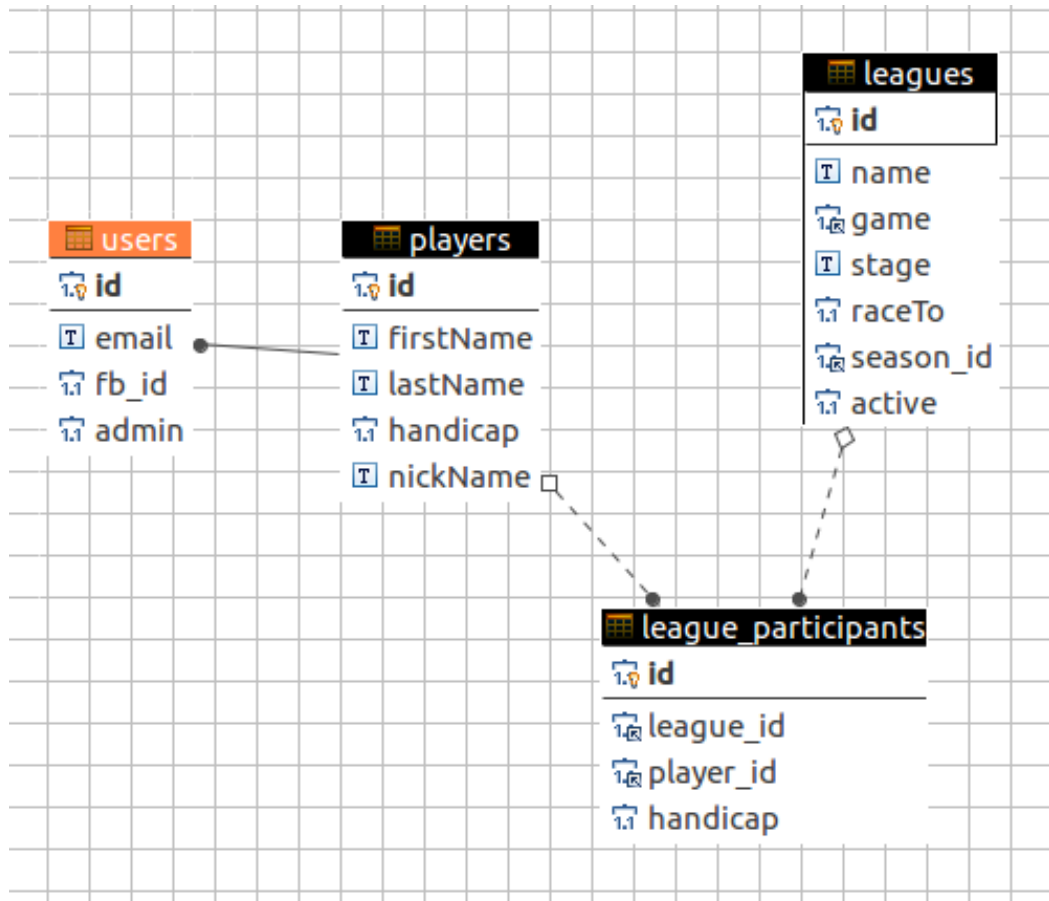 users
id
email
fb_id
admin
players
id
firstName
lastName
handicap
nickName
leagues
id
name
game
stage
raceTo
season_id
active
league_participants
id
league_id
player_id
handicap